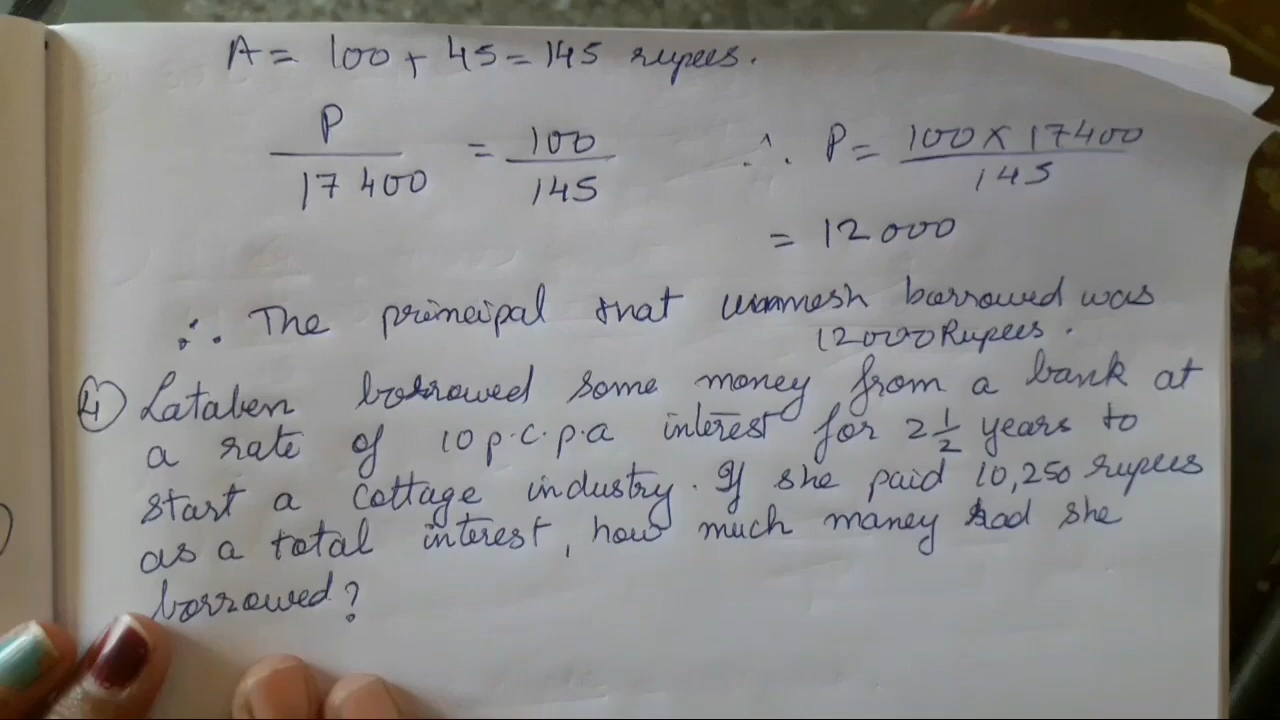 A = 100 + 45 = 145 rupees.
P/17400 = 100/145 ∴ P = 100 × 17400/145
= 12000
∴ The principal that ummesh borrowed was
12000 Rupees.
④ Lataben borrowed some money from a bank at
a rate of 10 p.c.p.a interest for 2 1/2 years to
start a cottage industry. If she paid 10,250 rupees
as a total interest, how much money had she
borrowed?